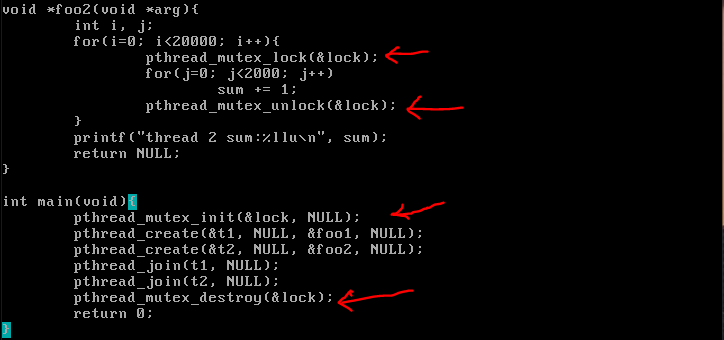 void *foo2(void *arg){
        int i, j;
        for(i=0; i<20000; i++){
                pthread_mutex_lock(&lock);
                for(j=0; j<2000; j++)
                        sum += 1;
                pthread_mutex_unlock(&lock);
        }
        printf("thread 2 sum:%llu\n", sum);
        return NULL;
}

int main(void){
        pthread_mutex_init(&lock, NULL);
        pthread_create(&t1, NULL, &foo1, NULL);
        pthread_create(&t2, NULL, &foo2, NULL);
        pthread_join(t1, NULL);
        pthread_join(t2, NULL);
        pthread_mutex_destroy(&lock);
        return 0;
}